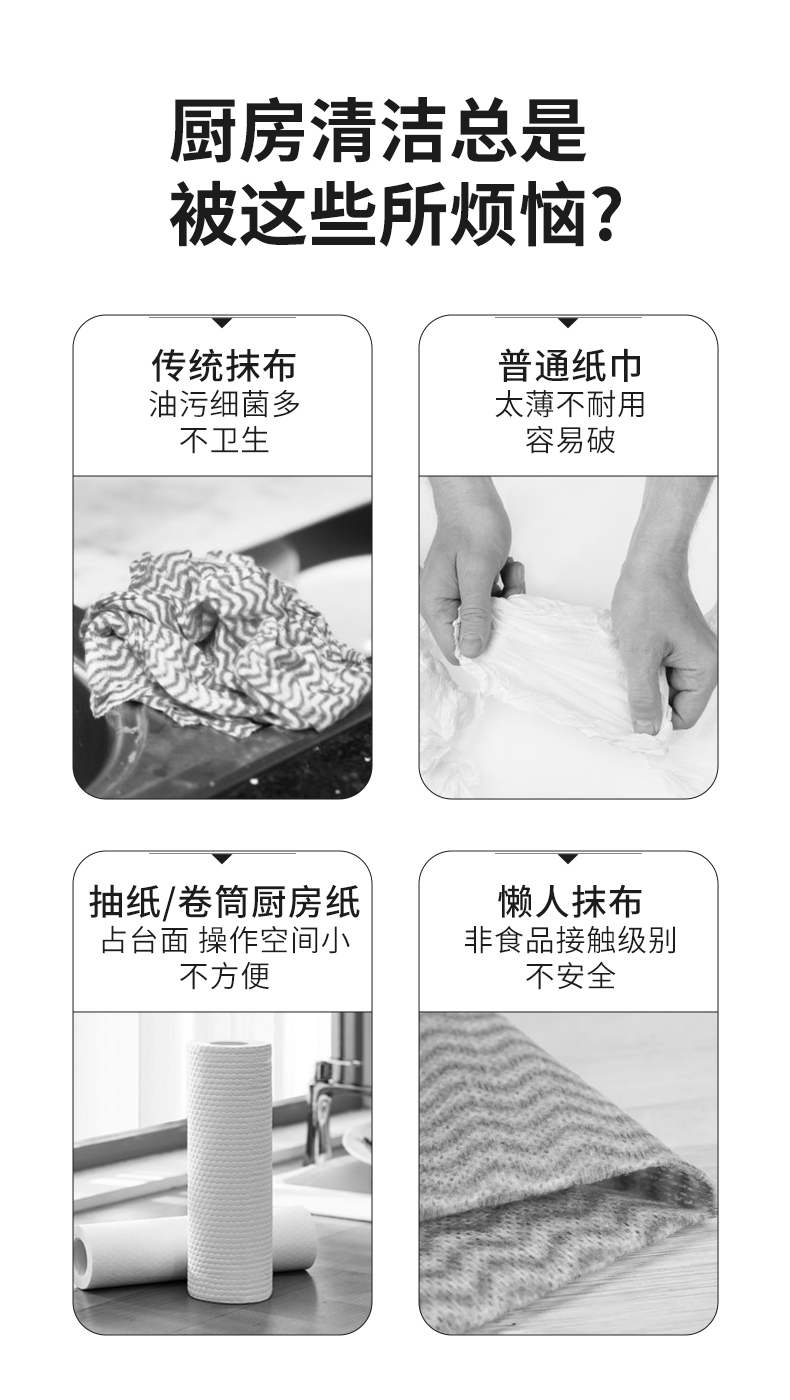 厨房清洁总是
被这些所烦恼?
传统抹布
油污细菌多
不卫生
普通纸巾
太薄不耐用
容易破
抽纸/卷筒厨房纸
占台面 操作空间小
不方便
懒人抹布
非食品接触级别
不安全